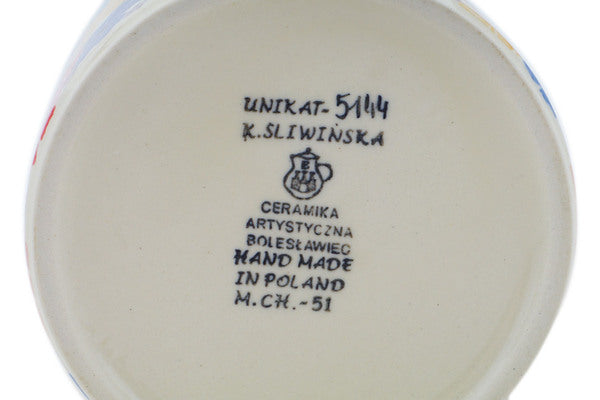 UNIKAT-5144
K.SLIWIŃSKA
CERAMIKA
ARTYSTYCZNA
BOLESŁAWIEC
HAND MADE
IN POLAND
M.CH.-51